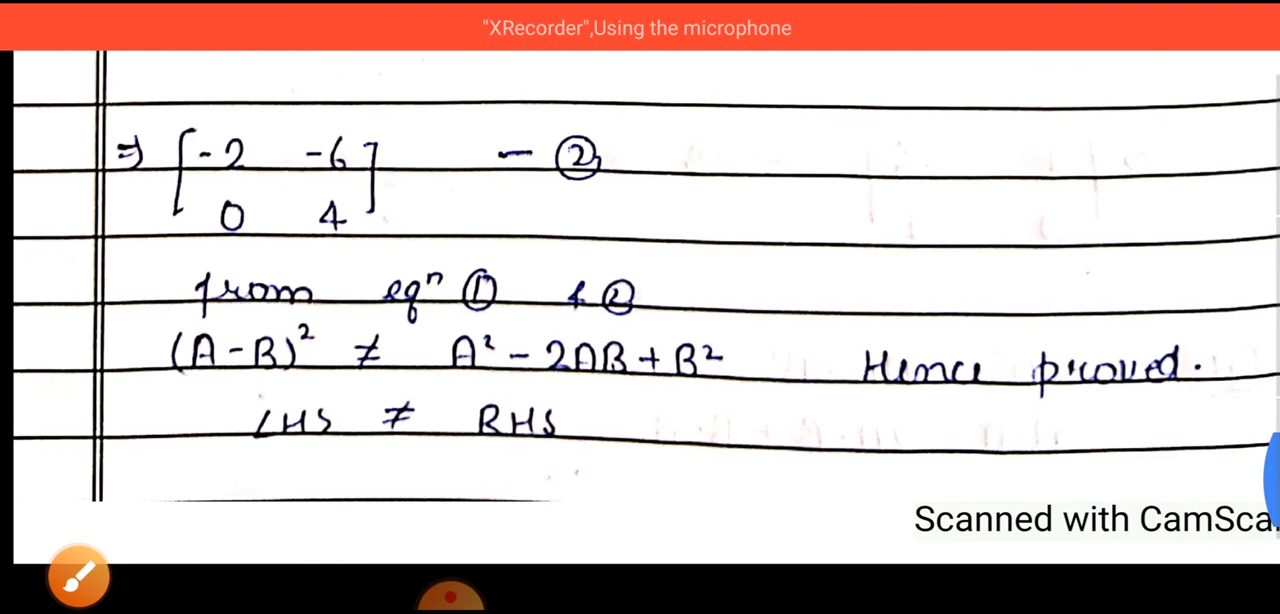 "XRecorder",Using the microphone
⇒ [-2 -6] - ②
0 4
from eqⁿ ① & ②
(A-B)² ≠ A² - 2AB + B² Hence proved.
LHS ≠ RHS
Scanned with CamSca